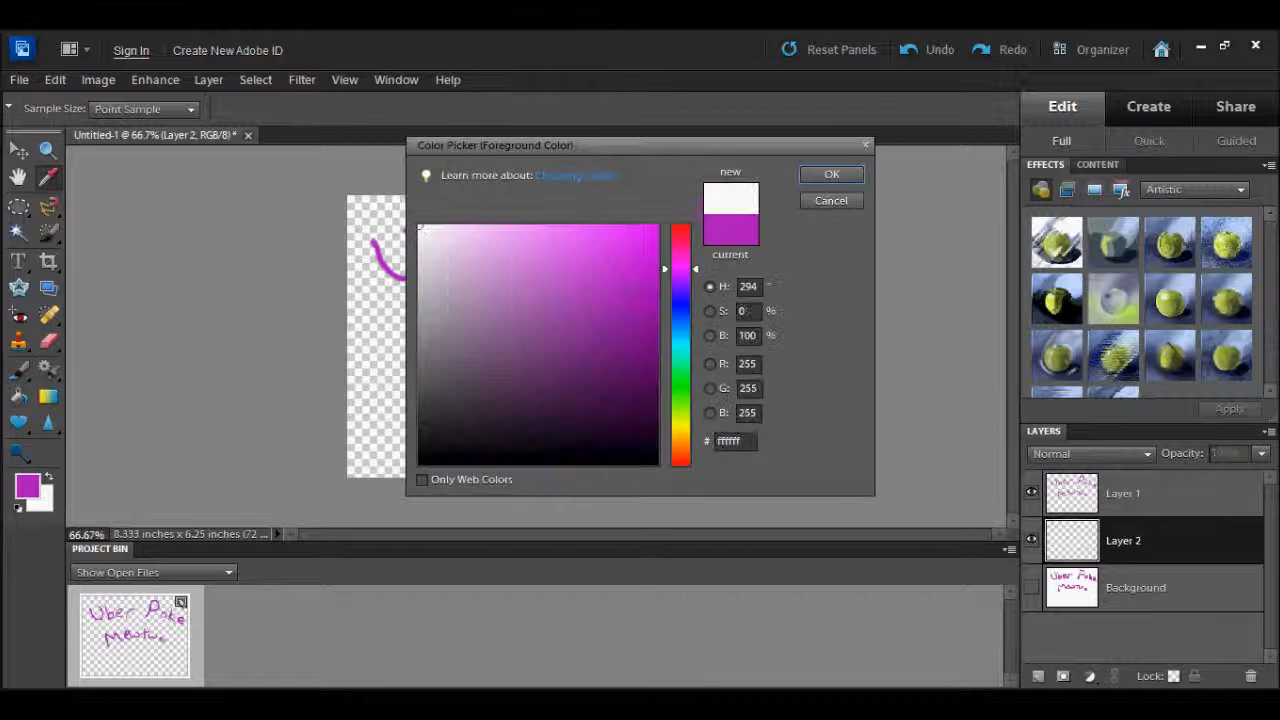 Sign In
Create New Adobe ID
Reset Panels
Undo
Redo
Organizer
File Edit Image Enhance Layer Select Filter View Window Help
Sample Size: Point Sample
Edit Create Share
Untitled-1 @ 66.7% (Layer 2, RGB/8) *
Full Quick Guided
Color Picker (Foreground Color)
EFFECTS CONTENT
Learn more about:
new
OK
Artistic
Cancel
current
H: 294 °
S: 0 %
B: 100 %
R: 255
G: 255
B: 255
# ffffff
Only Web Colors
Apply
LAYERS
Normal Opacity:
Layer 1
Layer 2
Background
66.67% 8.333 inches x 6.25 inches (72 ...
PROJECT BIN
Show Open Files
Uber Poke
Lock: